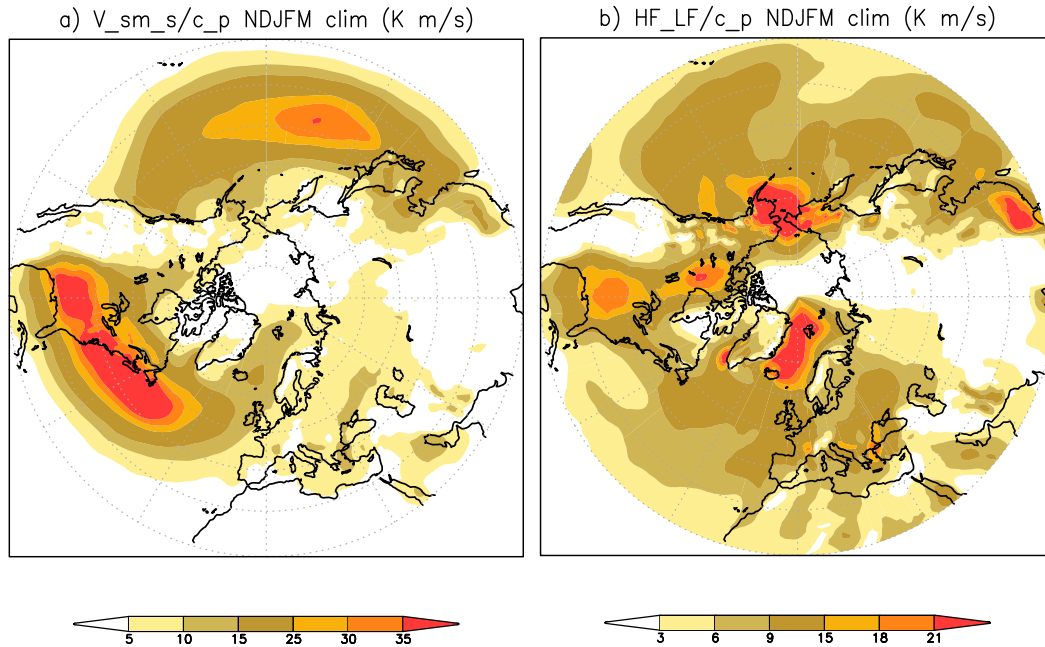 a) V_sm_s/c_p NDJFM clim (K m/s)
b) HF_LF/c_p NDJFM clim (K m/s)
5 10 15 25 30 35
3 6 9 15 18 21